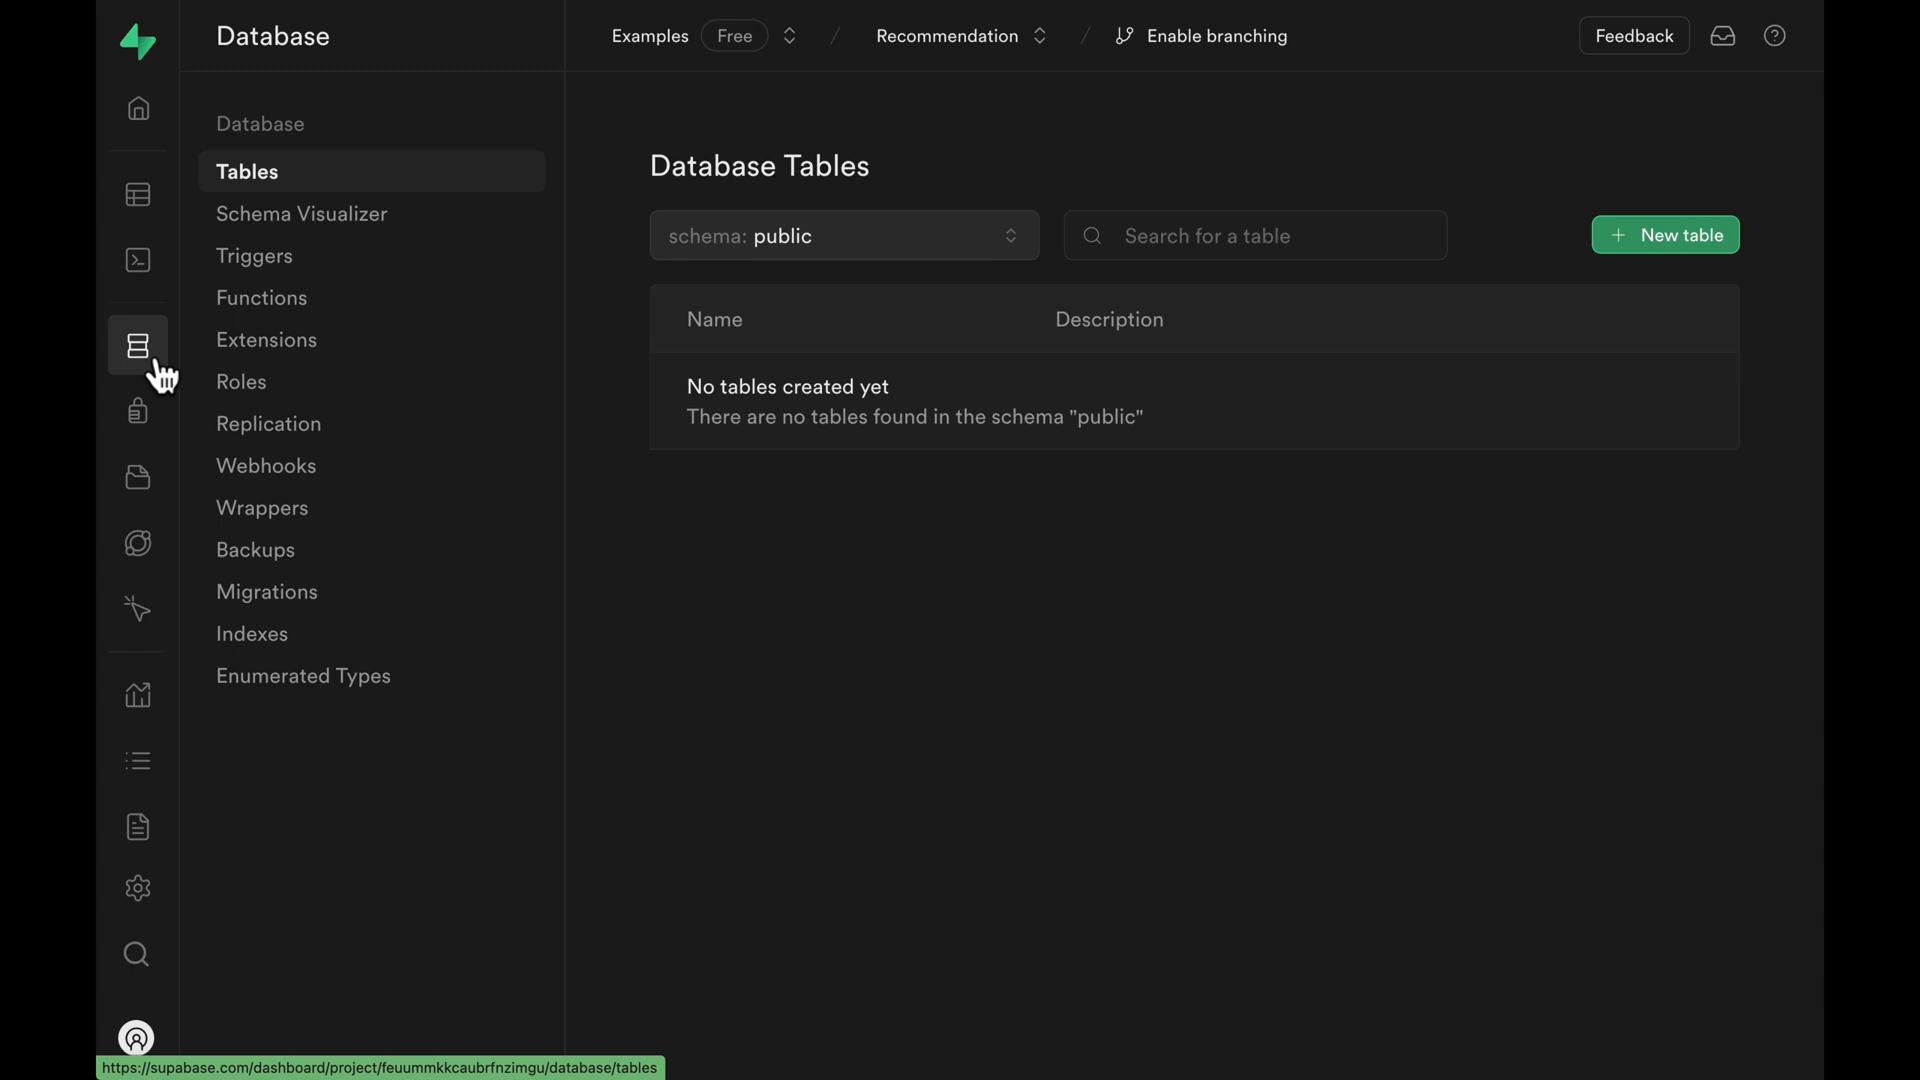 Database
Examples Free / Recommendation / Enable branching
Feedback
Database
Tables
Schema Visualizer
Triggers
Functions
Extensions
Roles
Replication
Webhooks
Wrappers
Backups
Migrations
Indexes
Enumerated Types
Database Tables
schema: public
Search for a table
+ New table
Name Description
No tables created yet
There are no tables found in the schema "public"
https://supabase.com/dashboard/project/feuummkkcaubrfnzimgu/database/tables